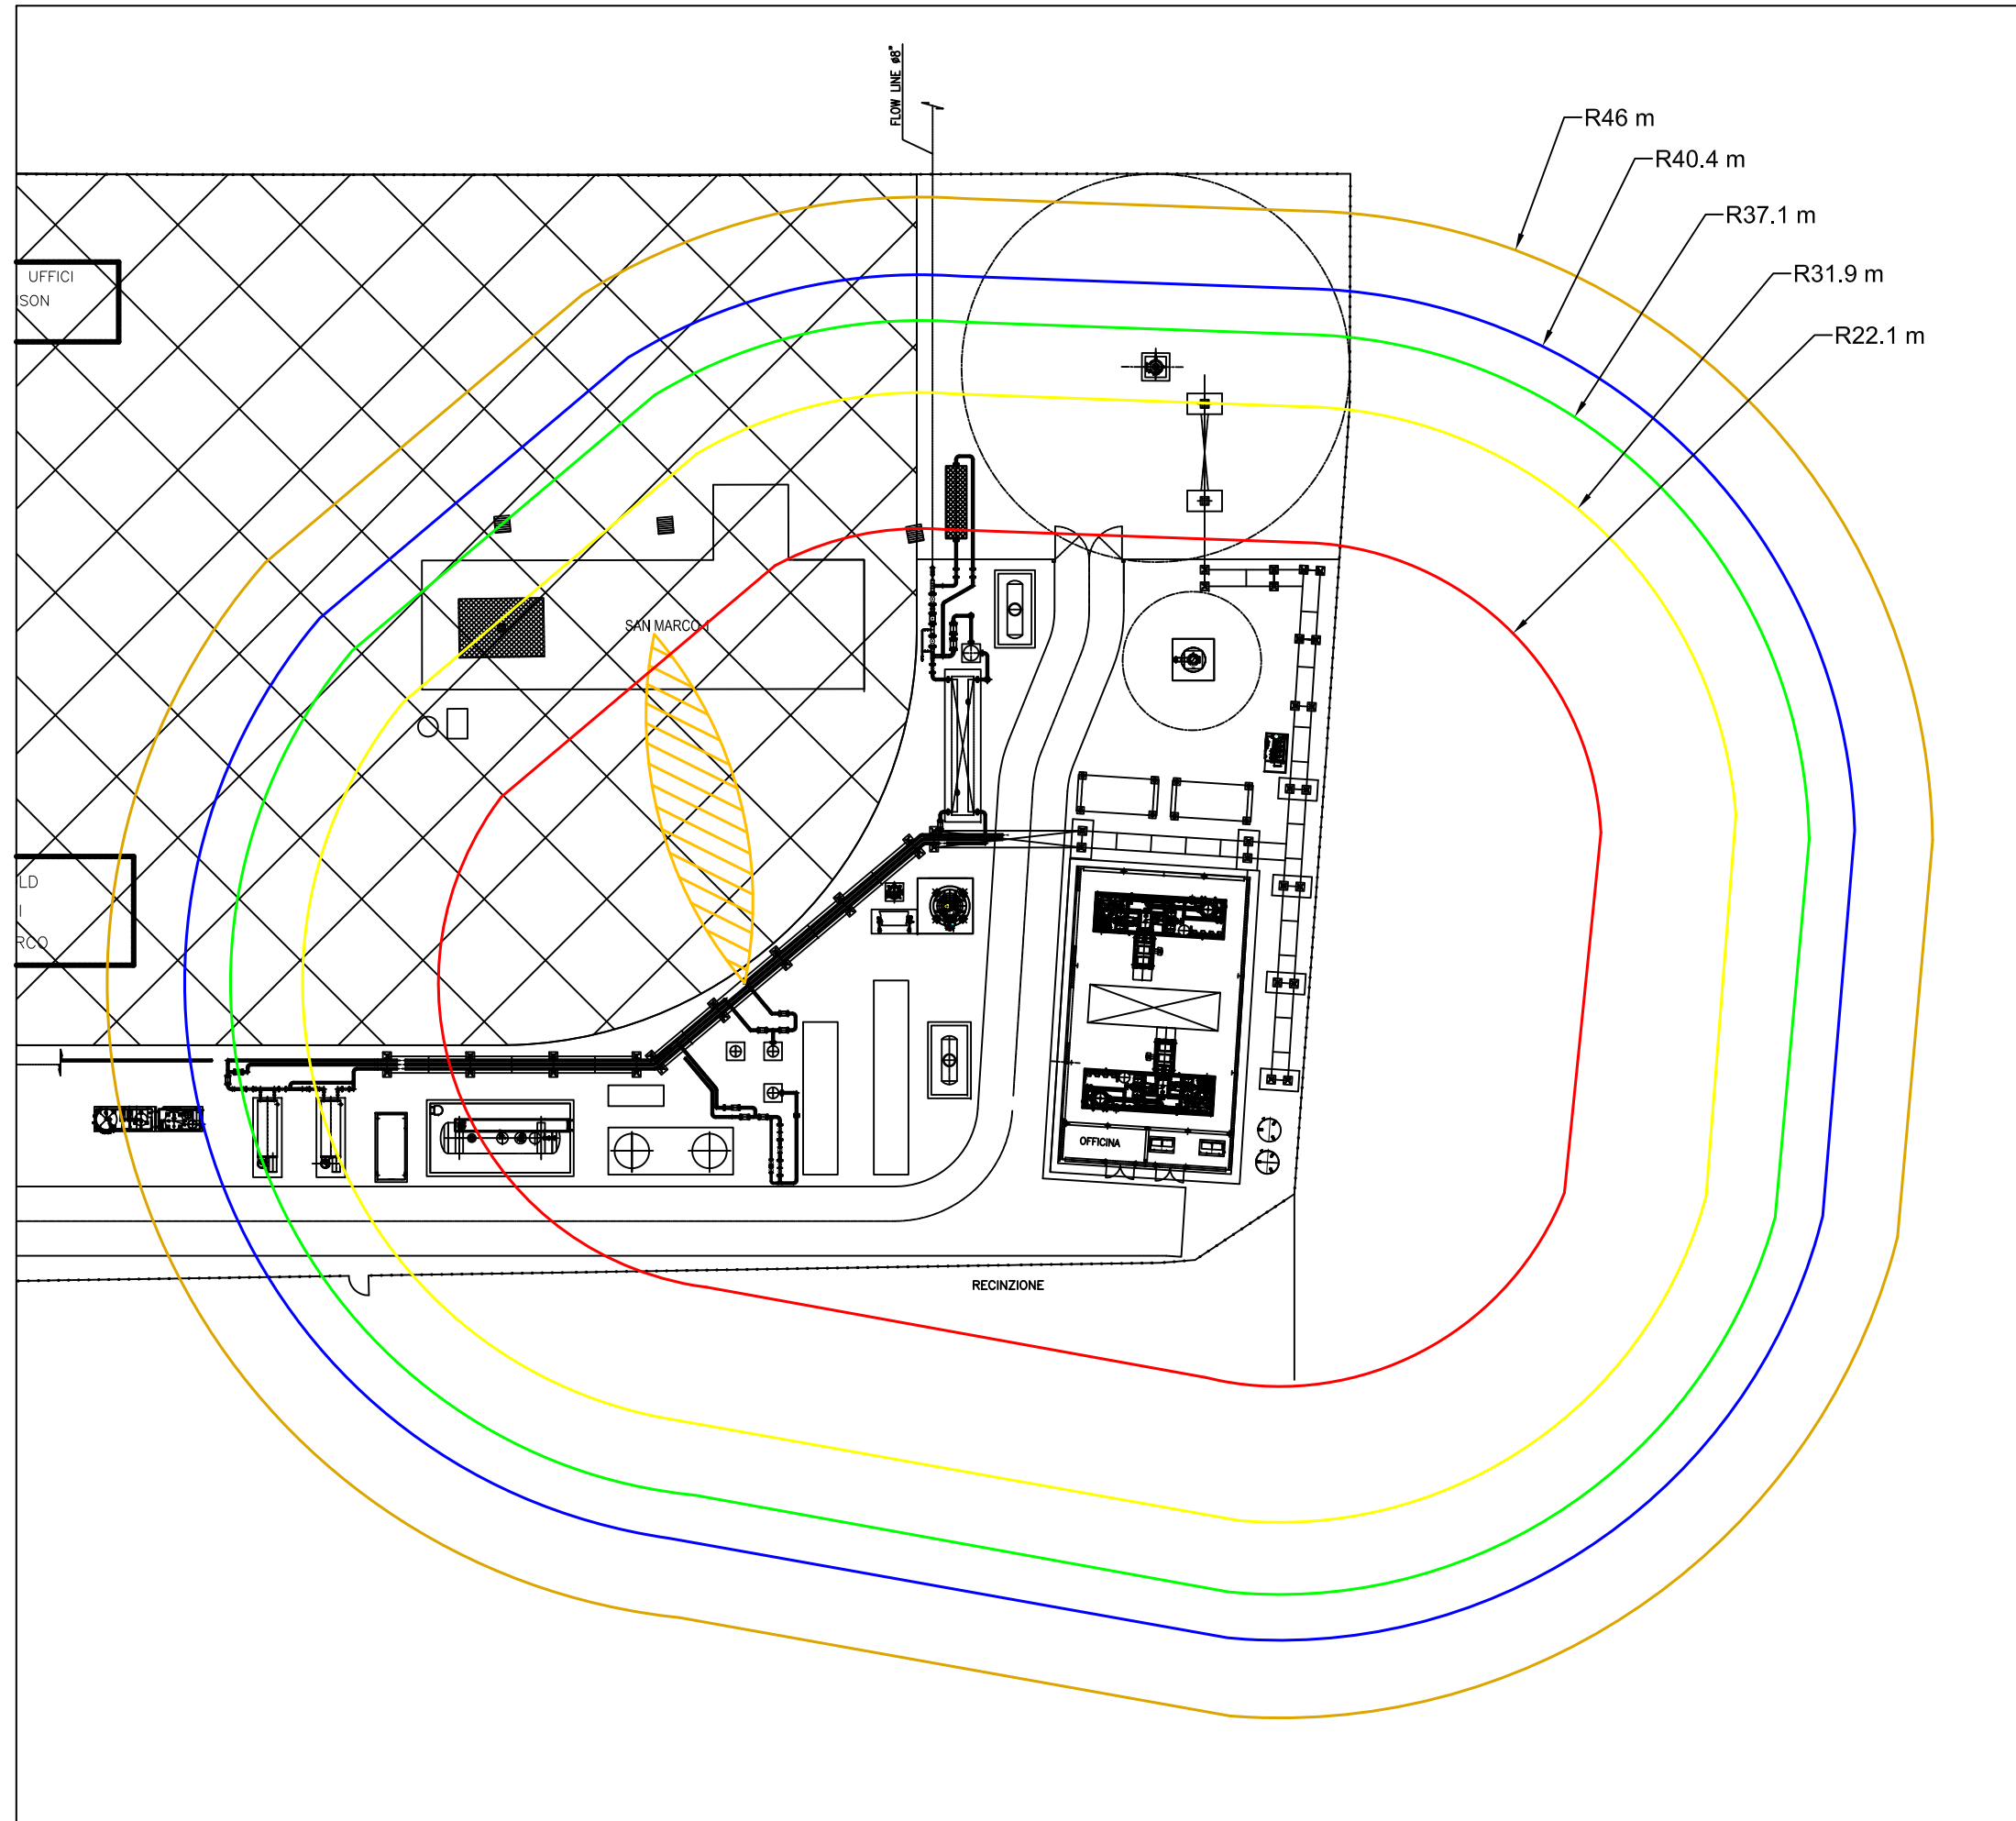 FLOW LINE ø8"
R46 m
R40.4 m
R37.1 m
R31.9 m
R22.1 m
UFFICI
SON
SAN MARCO 1
LD
I
RCO
OFFICINA
RECINZIONE